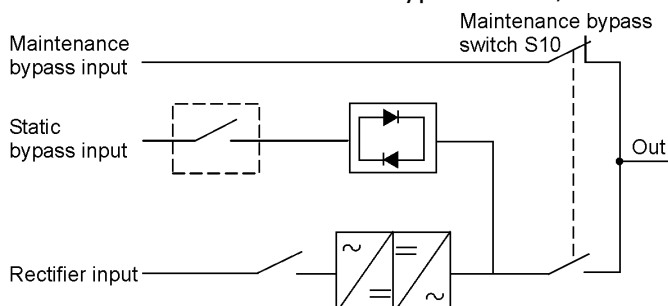 Maintenance bypass
switch S10
Maintenance
bypass input
Static
bypass input
Out
Rectifier input